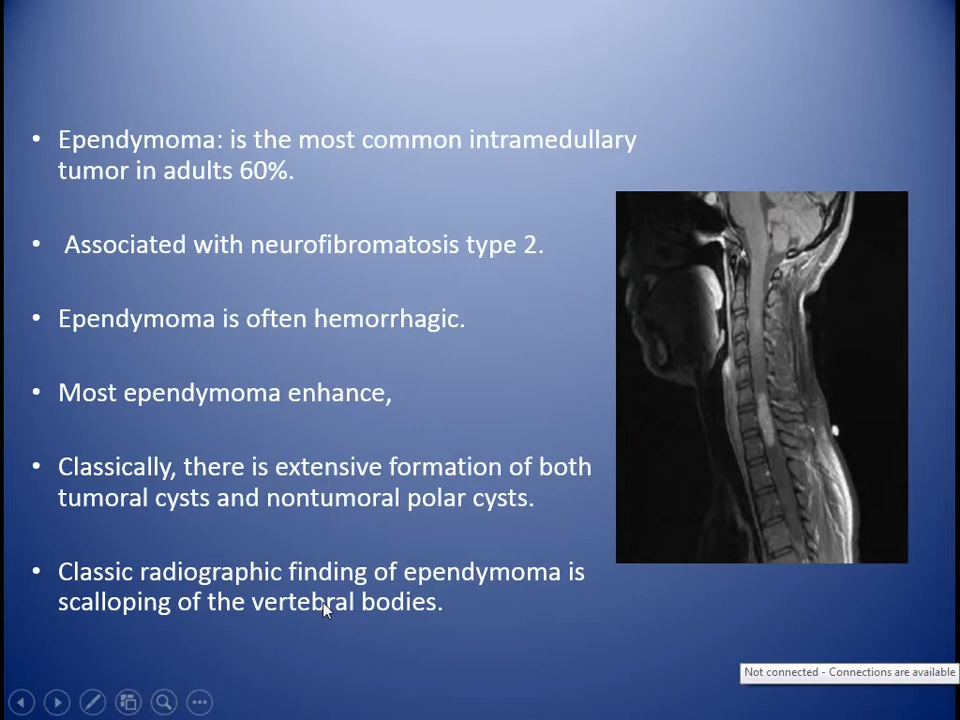 • Ependymoma: is the most common intramedullary
tumor in adults 60%.
• Associated with neurofibromatosis type 2.
• Ependymoma is often hemorrhagic.
• Most ependymoma enhance,
• Classically, there is extensive formation of both
tumoral cysts and nontumoral polar cysts.
• Classic radiographic finding of ependymoma is
scalloping of the vertebral bodies.
Not connected - Connections are available